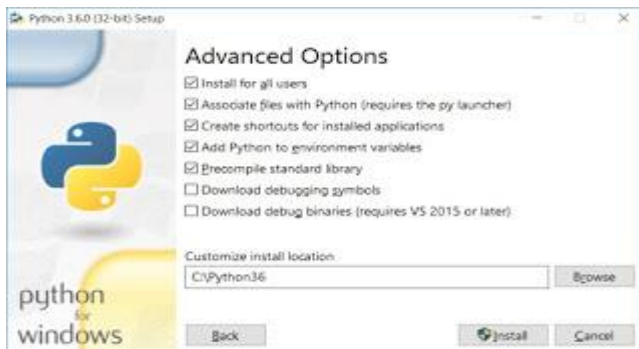 Python 3.6.0 (32-bit) Setup
Advanced Options
Install for all users
Associate files with Python (requires the py launcher)
Create shortcuts for installed applications
Add Python to environment variables
Precompile standard library
Download debugging symbols
Download debug binaries (requires VS 2015 or later)
Customize install location
C:\Python36
Browse
python
for
windows
Back
Install
Cancel